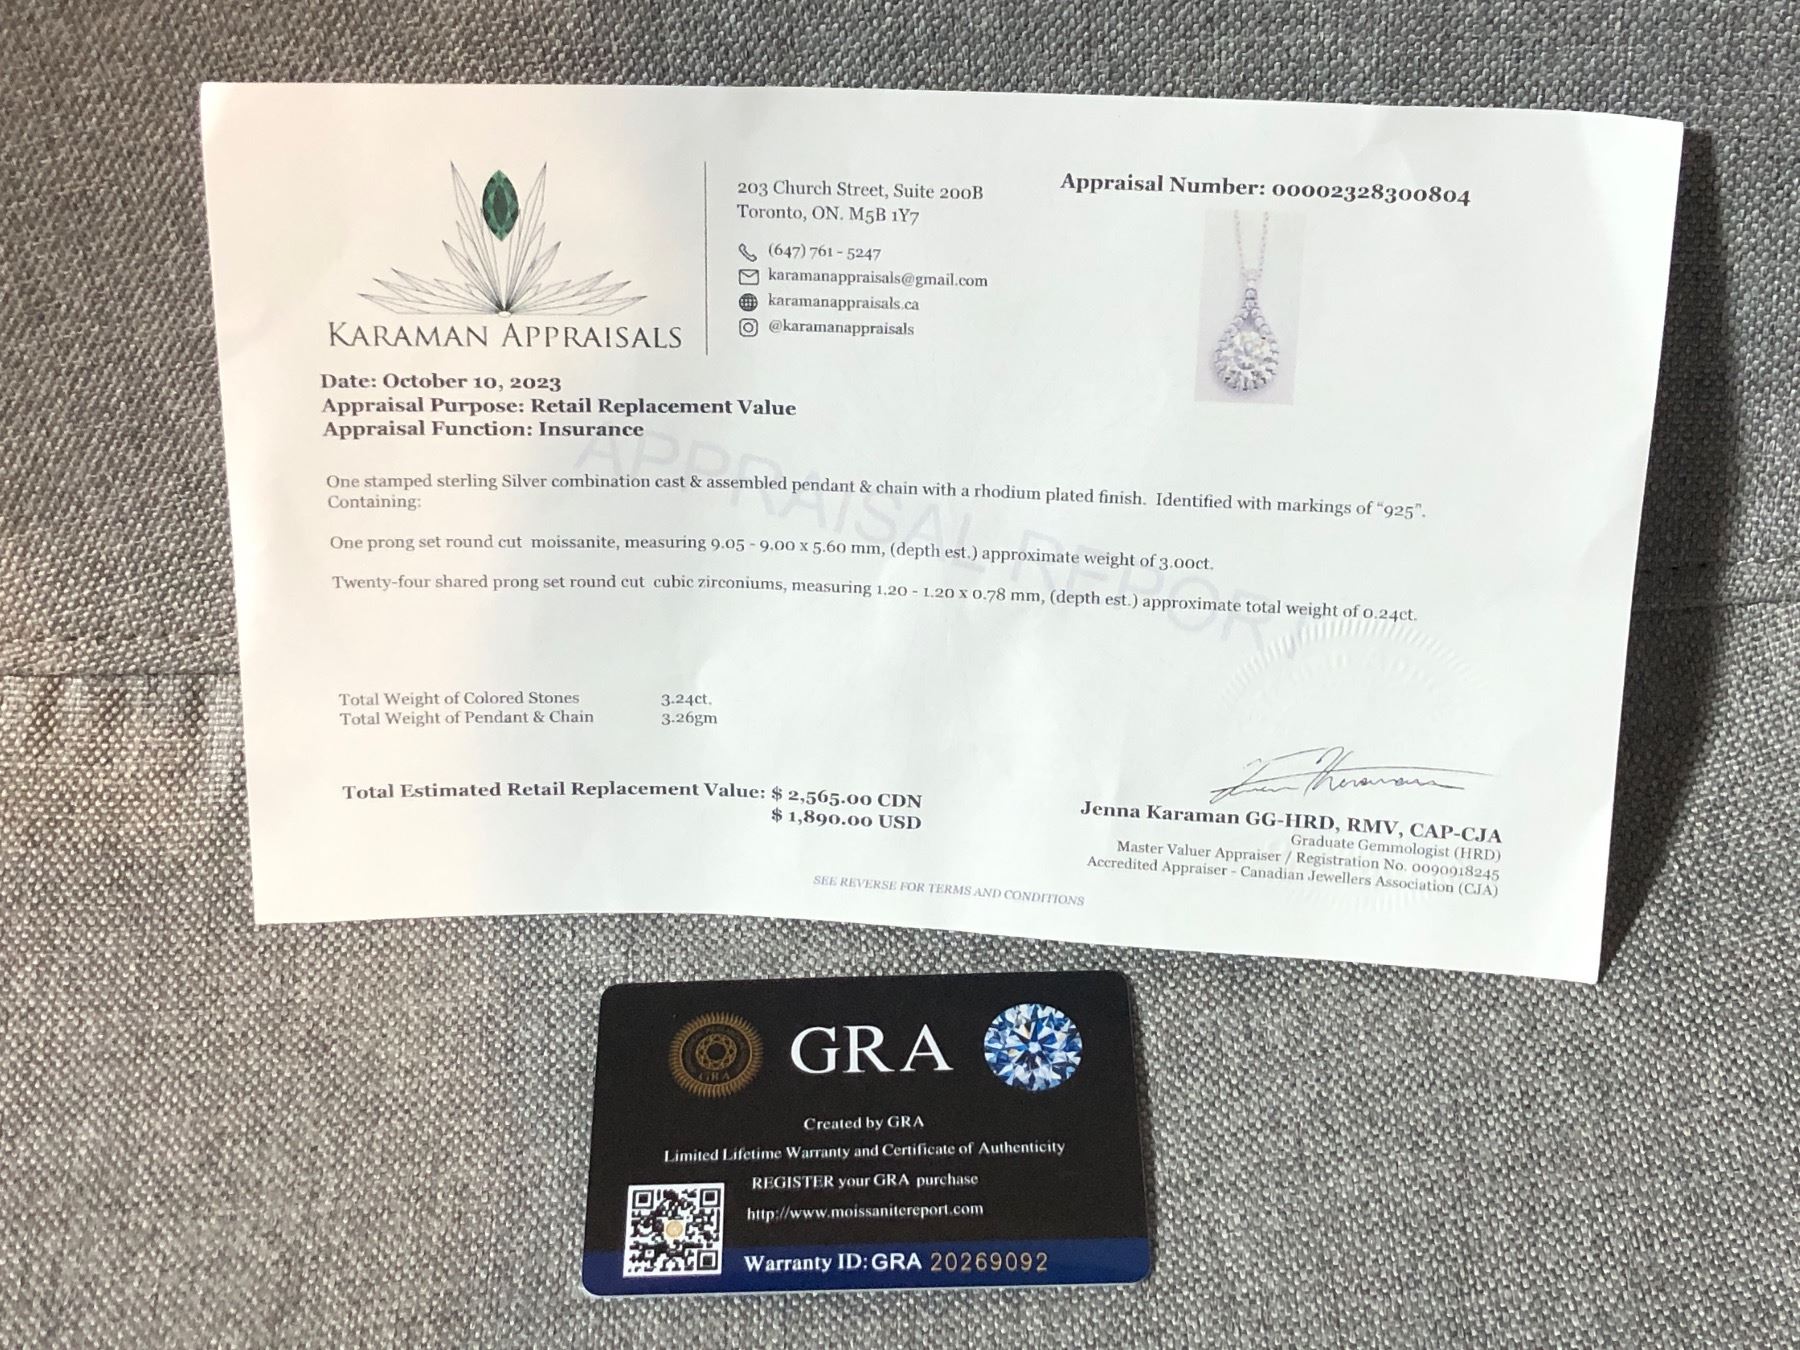 KARAMAN APPRAISALS
203 Church Street, Suite 200B
Toronto, ON. M5B 1Y7
(647) 761 - 5247
karamanappraisals@gmail.com
karamanappraisals.ca
@karamanappraisals
Appraisal Number: 00002328300804
Date: October 10, 2023
Appraisal Purpose: Retail Replacement Value
Appraisal Function: Insurance
APPRAISAL REPORT
One stamped sterling Silver combination cast & assembled pendant & chain with a rhodium plated finish. Identified with markings of “925”.
Containing:
One prong set round cut moissanite, measuring 9.05 - 9.00 x 5.60 mm, (depth est.) approximate weight of 3.00ct.
Twenty-four shared prong set round cut cubic zirconiums, measuring 1.20 - 1.20 x 0.78 mm, (depth est.) approximate total weight of 0.24ct.
Total Weight of Colored Stones 3.24ct.
Total Weight of Pendant & Chain 3.26gm
Total Estimated Retail Replacement Value: $ 2,565.00 CDN
$ 1,890.00 USD
Jenna Karaman GG-HRD, RMV, CAP-CJA
Graduate Gemmologist (HRD)
Master Valuer Appraiser / Registration No. 0090918245
Accredited Appraiser - Canadian Jewellers Association (CJA)
SEE REVERSE FOR TERMS AND CONDITIONS
GRA
GRA
Created by GRA
Limited Lifetime Warranty and Certificate of Authenticity
REGISTER your GRA purchase
http://www.moissanitereport.com
Warranty ID: GRA 20269092